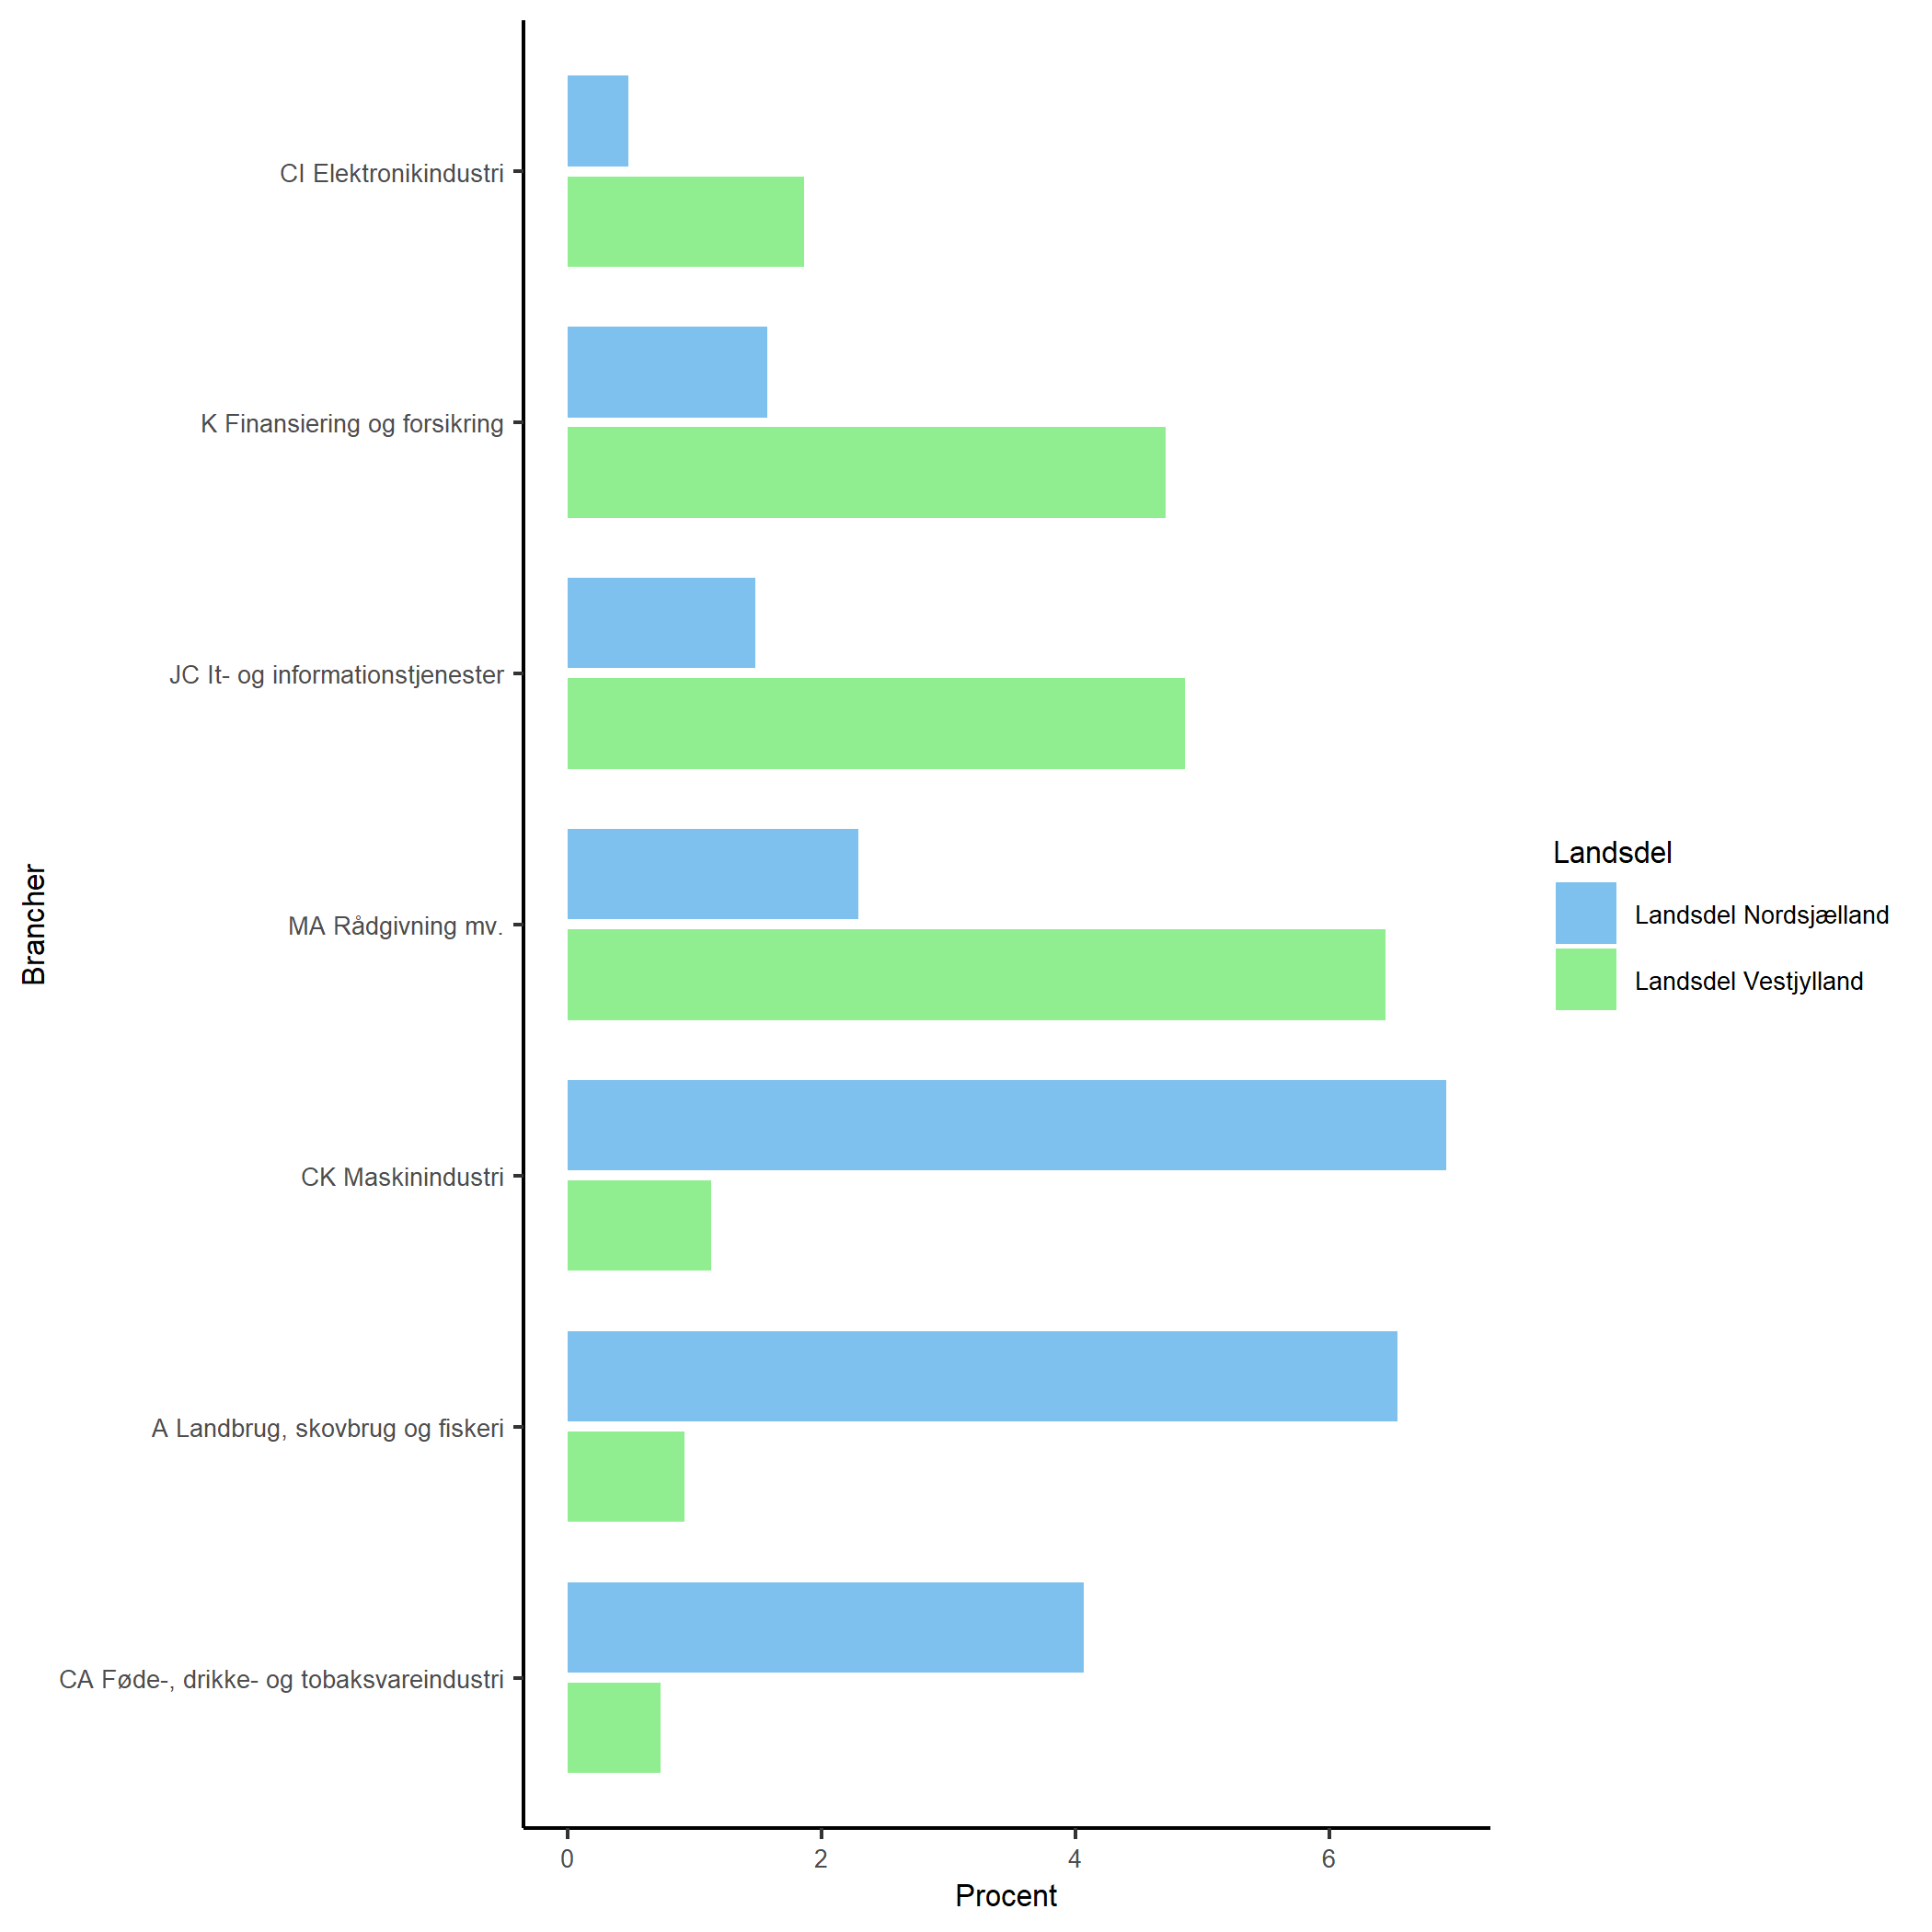 CI Elektronikindustri
K Finansiering og forsikring
JC It- og informationstjenester
MA Rådgivning mv.
CK Maskinindustri
A Landbrug, skovbrug og fiskeri
CA Føde-, drikke- og tobaksvareindustri
Brancher
0 2 4 6
Procent
Landsdel
Landsdel Nordsjælland
Landsdel Vestjylland